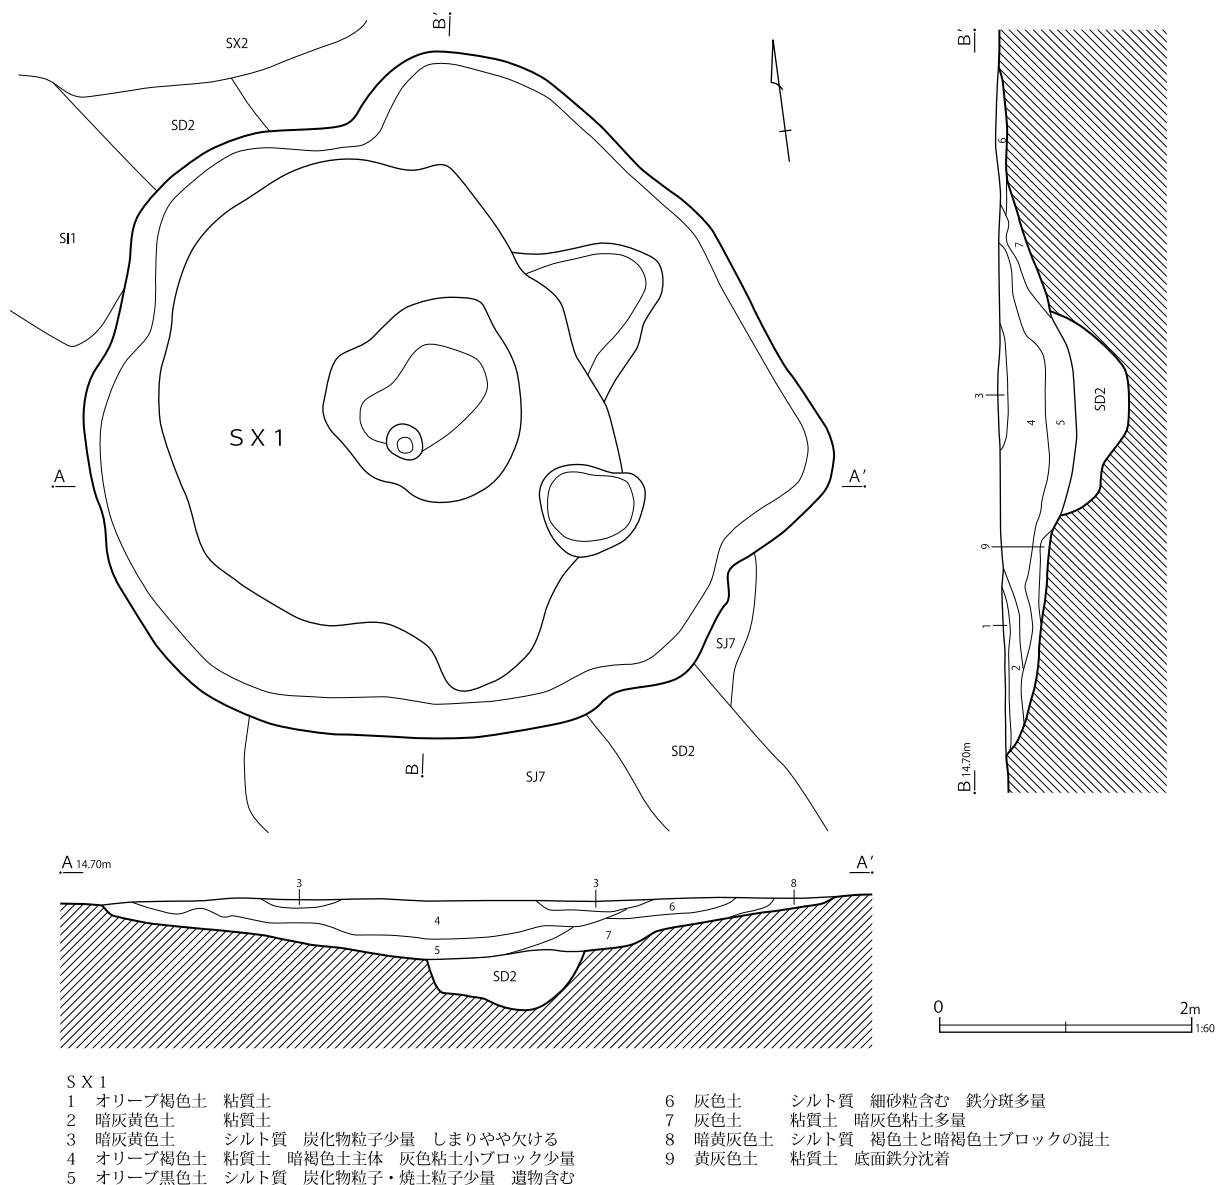 B′
SX2
SD2
SI1
SX1
A
A′
SJ7
SD2
B
SJ7
B′
6
7
3
4
5
SD2
9
1
2
B 14.70m
A 14.70m
A′
3
3
8
4
6
5
7
SD2
0 2m
1:60
SX1
1 オリーブ褐色土 粘質土
2 暗灰黄色土 粘質土
3 暗灰黄色土 シルト質 炭化物粒子少量 しまりやや欠ける
4 オリーブ褐色土 粘質土 暗褐色土主体 灰色粘土小ブロック少量
5 オリーブ黒色土 シルト質 炭化物粒子・焼土粒子少量 遺物含む
6 灰色土 シルト質 細砂粒含む 鉄分斑多量
7 灰色土 粘質土 暗灰色粘土多量
8 暗黄灰色土 シルト質 褐色土と暗褐色土ブロックの混土
9 黄灰色土 粘質土 底面鉄分沈着